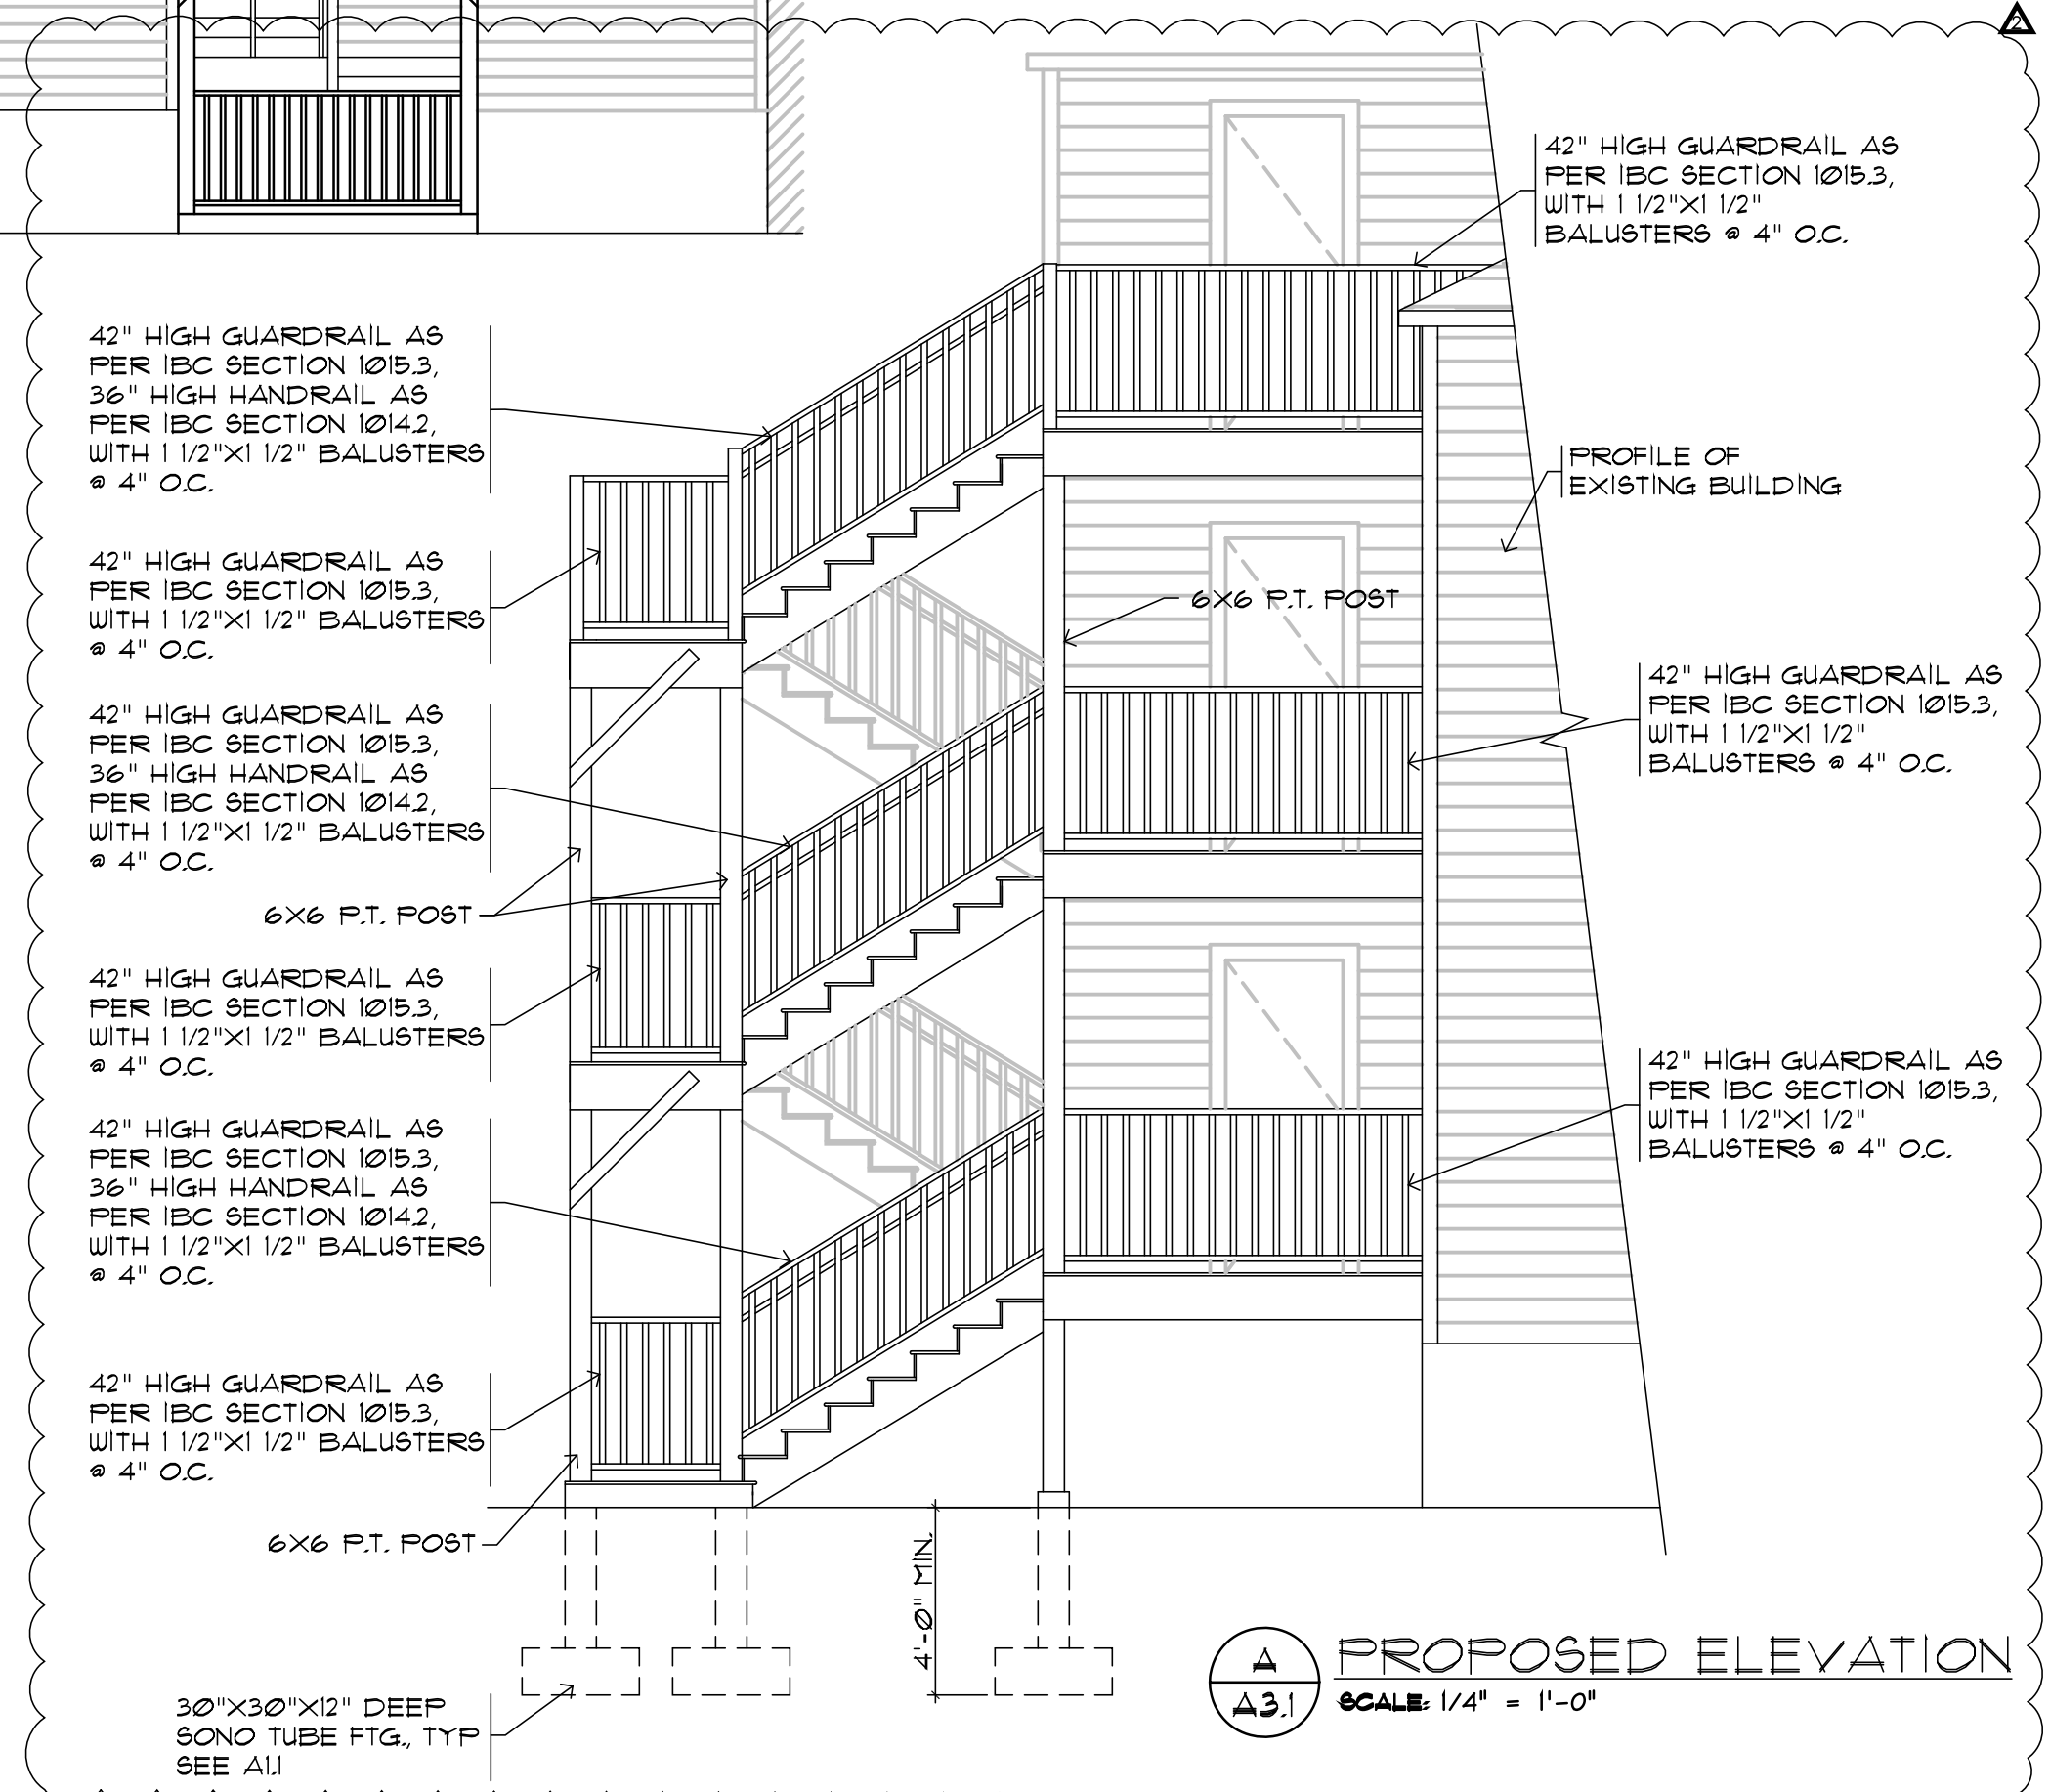 2
42" HIGH GUARDRAIL AS
PER IBC SECTION 1015.3,
WITH 1 1/2"X1 1/2"
BALUSTERS @ 4" O.C.
42" HIGH GUARDRAIL AS
PER IBC SECTION 1015.3,
36" HIGH HANDRAIL AS
PER IBC SECTION 1014.2,
WITH 1 1/2"X1 1/2" BALUSTERS
@ 4" O.C.
PROFILE OF
EXISTING BUILDING
42" HIGH GUARDRAIL AS
PER IBC SECTION 1015.3,
WITH 1 1/2"X1 1/2" BALUSTERS
@ 4" O.C.
6X6 P.T. POST
42" HIGH GUARDRAIL AS
PER IBC SECTION 1015.3,
WITH 1 1/2"X1 1/2"
BALUSTERS @ 4" O.C.
42" HIGH GUARDRAIL AS
PER IBC SECTION 1015.3,
36" HIGH HANDRAIL AS
PER IBC SECTION 1014.2,
WITH 1 1/2"X1 1/2" BALUSTERS
@ 4" O.C.
6X6 P.T. POST
42" HIGH GUARDRAIL AS
PER IBC SECTION 1015.3,
WITH 1 1/2"X1 1/2" BALUSTERS
@ 4" O.C.
42" HIGH GUARDRAIL AS
PER IBC SECTION 1015.3,
WITH 1 1/2"X1 1/2"
BALUSTERS @ 4" O.C.
42" HIGH GUARDRAIL AS
PER IBC SECTION 1015.3,
36" HIGH HANDRAIL AS
PER IBC SECTION 1014.2,
WITH 1 1/2"X1 1/2" BALUSTERS
@ 4" O.C.
42" HIGH GUARDRAIL AS
PER IBC SECTION 1015.3,
WITH 1 1/2"X1 1/2" BALUSTERS
@ 4" O.C.
6X6 P.T. POST
4'-0" MIN.
30"X30"X12" DEEP
SONO TUBE FTG., TYP
SEE A1.1
A
A3.1
PROPOSED ELEVATION
SCALE: 1/4" = 1'-0"